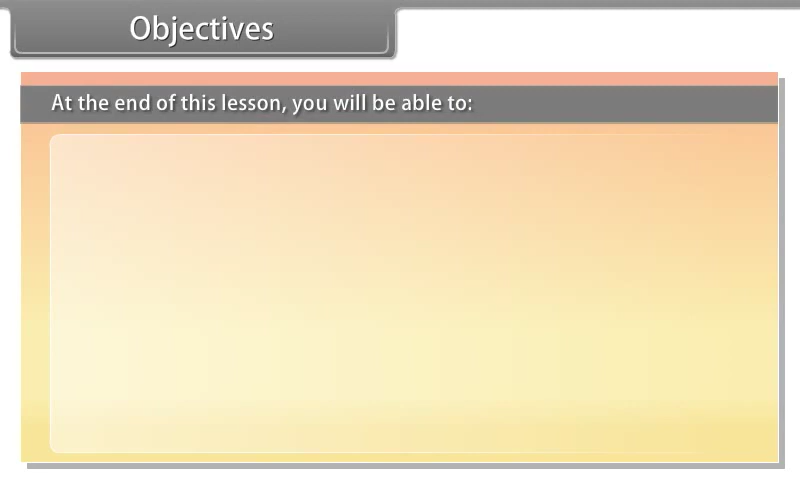 Objectives
At the end of this lesson, you will be able to: